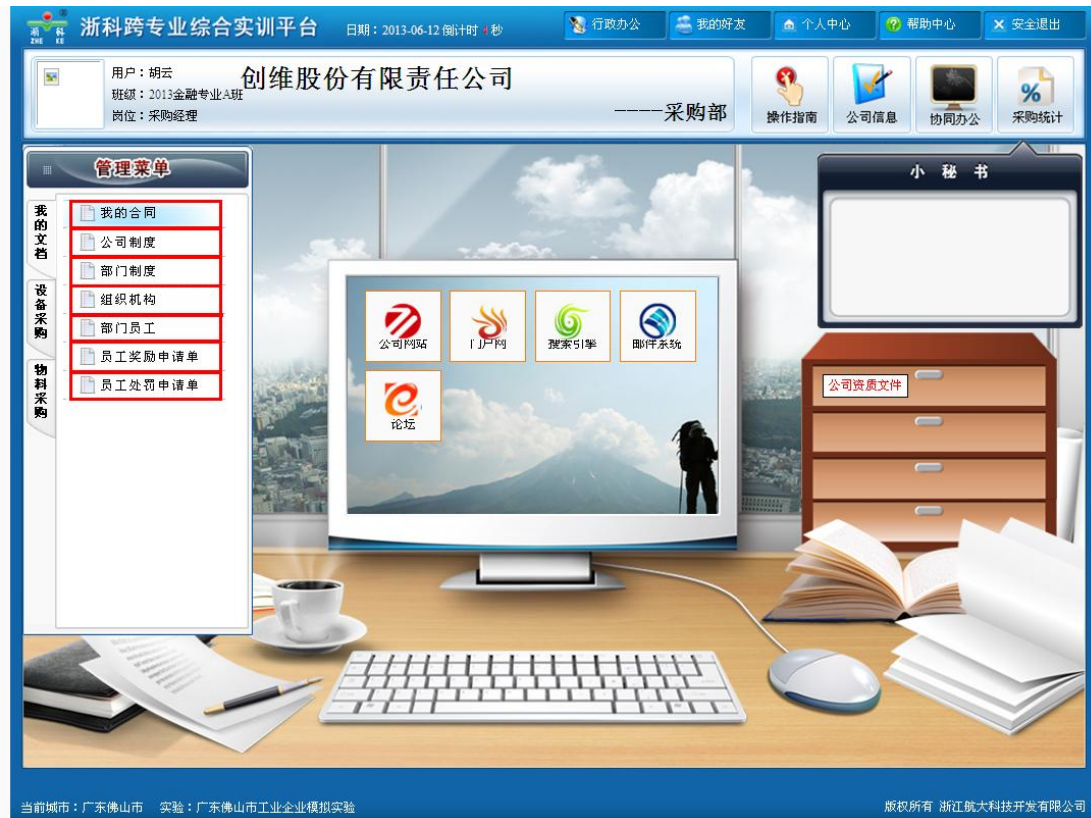 浙科
ZHE KE
浙科跨专业综合实训平台
日期：2013-06-12 倒计时 4 秒
行政办公
我的好友
个人中心
帮助中心
安全退出
用户：胡云
班级：2013金融专业A班
岗位：采购经理
创维股份有限责任公司
----采购部
操作指南
公司信息
协同办公
采购统计
管理菜单
我的文档
设备采购
物料采购
我的合同
公司制度
部门制度
组织机构
部门员工
员工奖励申请单
员工处罚申请单
公司网站
门户网
搜索引擎
邮件系统
论坛
小 秘 书
公司资质文件
当前城市：广东佛山市 实验：广东佛山市工业企业模拟实验
版权所有 浙江航大科技开发有限公司